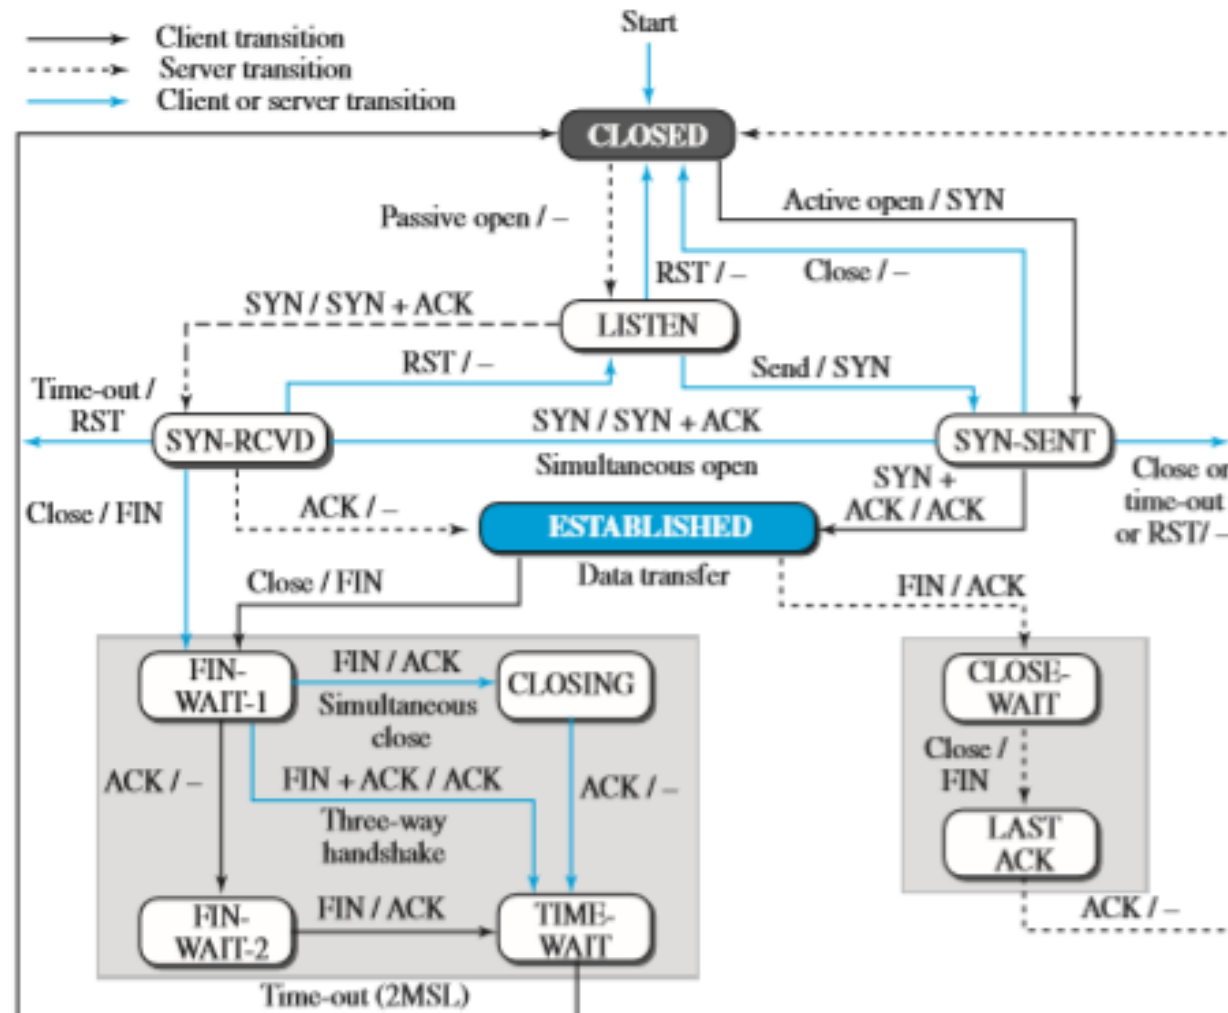 Client transition
Server transition
Client or server transition
Start
CLOSED
Active open / SYN
Passive open / –
Close / –
RST / –
SYN / SYN + ACK
LISTEN
RST / –
Send / SYN
Time-out /
RST
SYN-RCVD
SYN / SYN + ACK
Simultaneous open
SYN-SENT
Close or
time-out
or RST/ –
SYN +
ACK / ACK
Close / FIN
ACK / –
ESTABLISHED
Data transfer
Close / FIN
FIN / ACK
FIN-
WAIT-1
FIN / ACK
Simultaneous
close
CLOSING
CLOSE-
WAIT
Close /
FIN
ACK / –
FIN + ACK / ACK
Three-way
handshake
ACK / –
LAST
ACK
FIN-
WAIT-2
FIN / ACK
TIME-
WAIT
ACK / –
Time-out (2MSL)